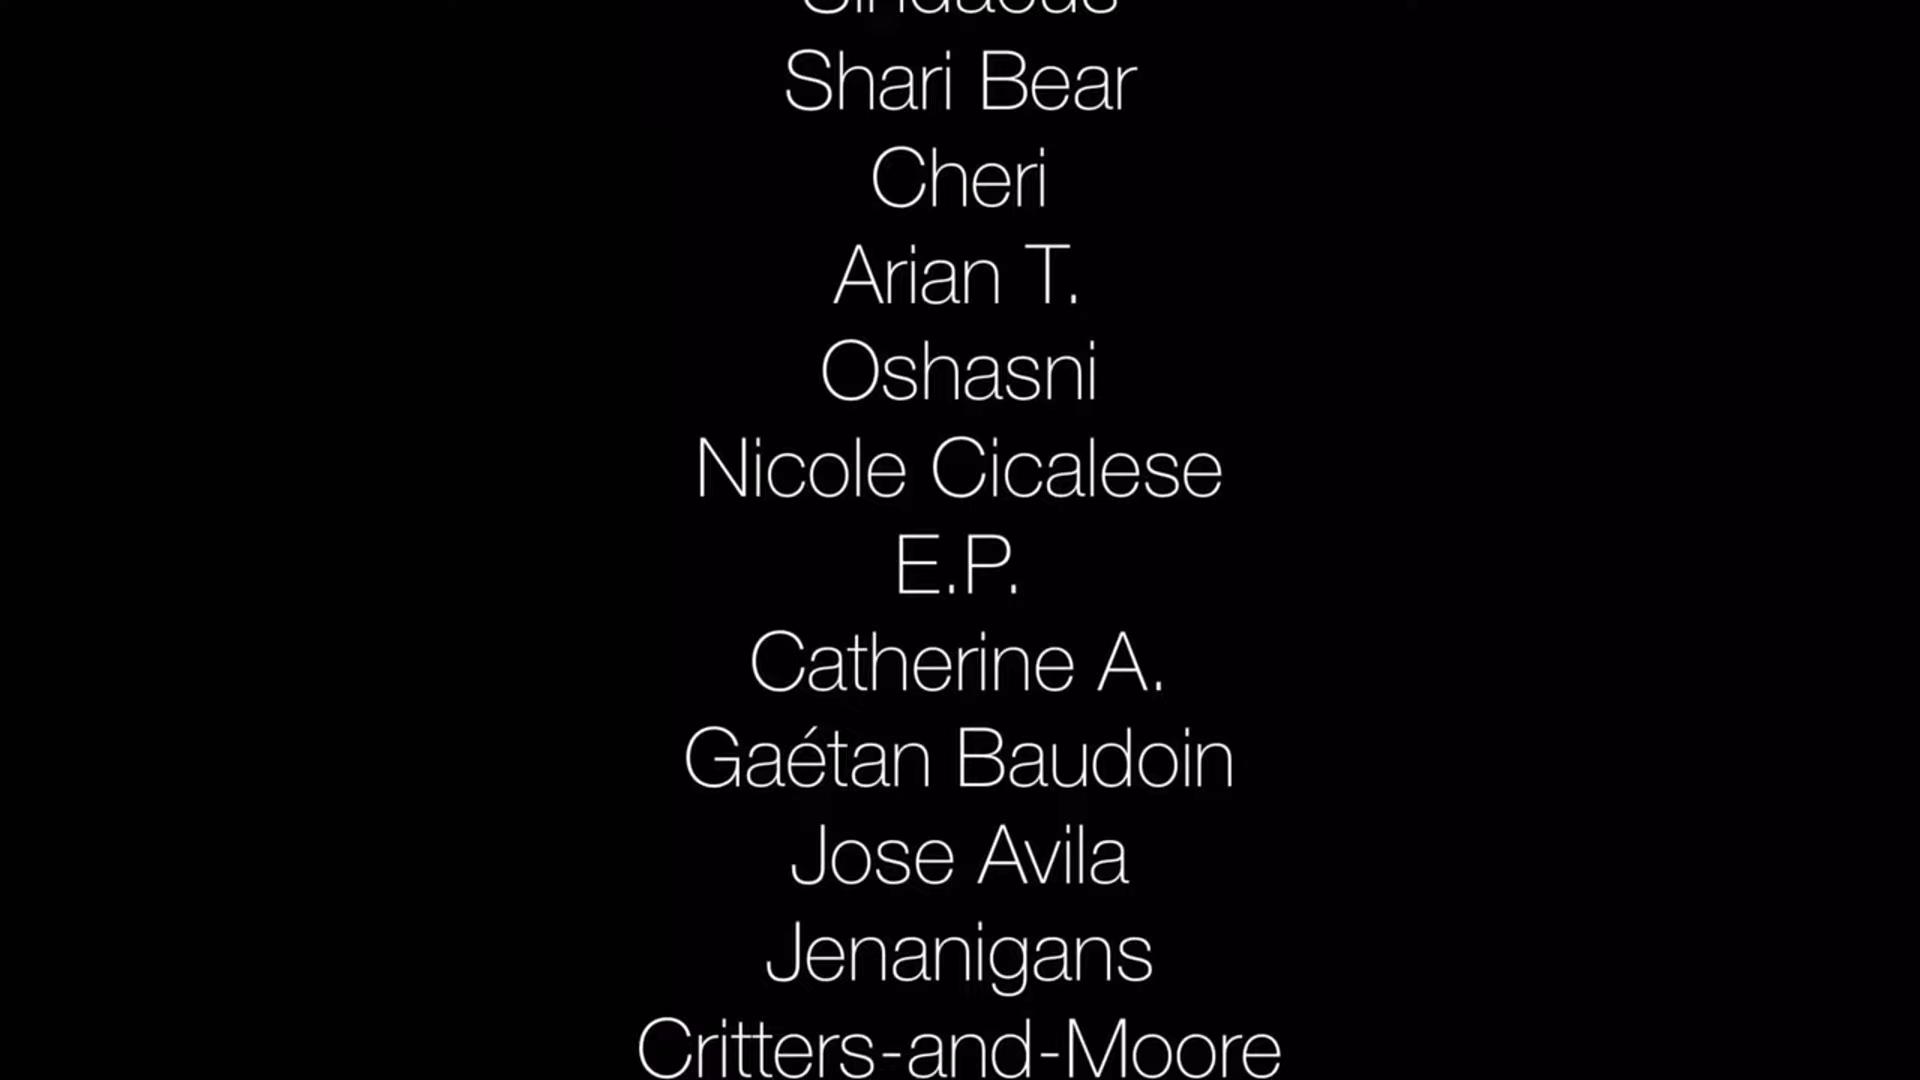 Shari Bear
Cheri
Arian T.
Oshasni
Nicole Cicalese
E.P.
Catherine A.
Gaétan Baudoin
Jose Avila
Jenanigans
Critters-and-Moore